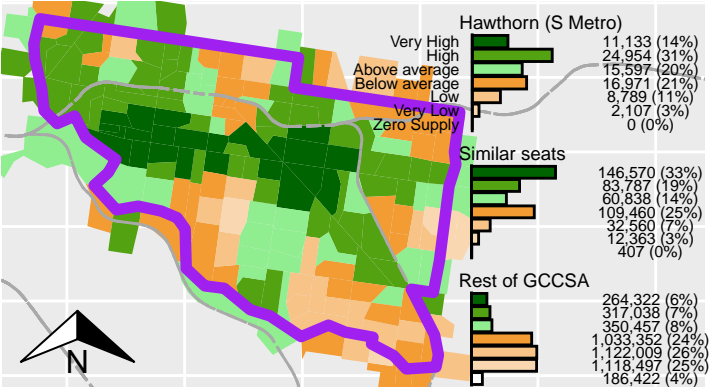 Hawthorn (S Metro)
Very High 11,133 (14%)
High 24,954 (31%)
Above average 15,597 (20%)
Below average 16,971 (21%)
Low 8,789 (11%)
Very Low 2,107 (3%)
Zero Supply 0 (0%)
Similar seats
146,570 (33%)
83,787 (19%)
60,838 (14%)
109,460 (25%)
32,560 (7%)
12,363 (3%)
407 (0%)
Rest of GCCSA
264,322 (6%)
317,038 (7%)
350,457 (8%)
1,033,352 (24%)
1,122,009 (26%)
1,118,497 (25%)
186,422 (4%)
N